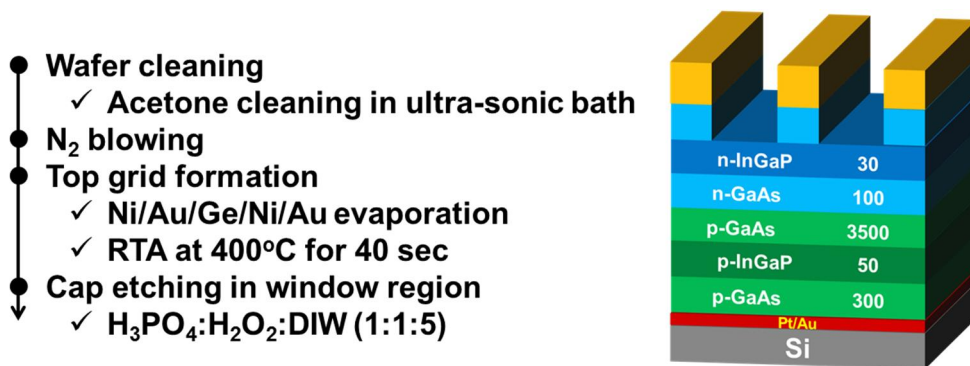 Wafer cleaning
✓ Acetone cleaning in ultra-sonic bath
N₂ blowing
Top grid formation
✓ Ni/Au/Ge/Ni/Au evaporation
✓ RTA at 400°C for 40 sec
Cap etching in window region
✓ H₃PO₄:H₂O₂:DIW (1:1:5)
n-InGaP 30
n-GaAs 100
p-GaAs 3500
p-InGaP 50
p-GaAs 300
Pt/Au
Si